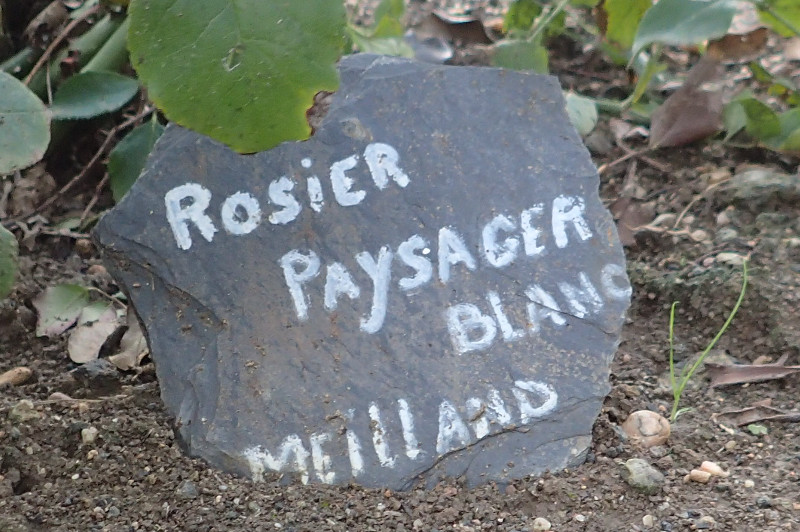 ROSiER
PAYSAGER
BLANC
MEiLLAND